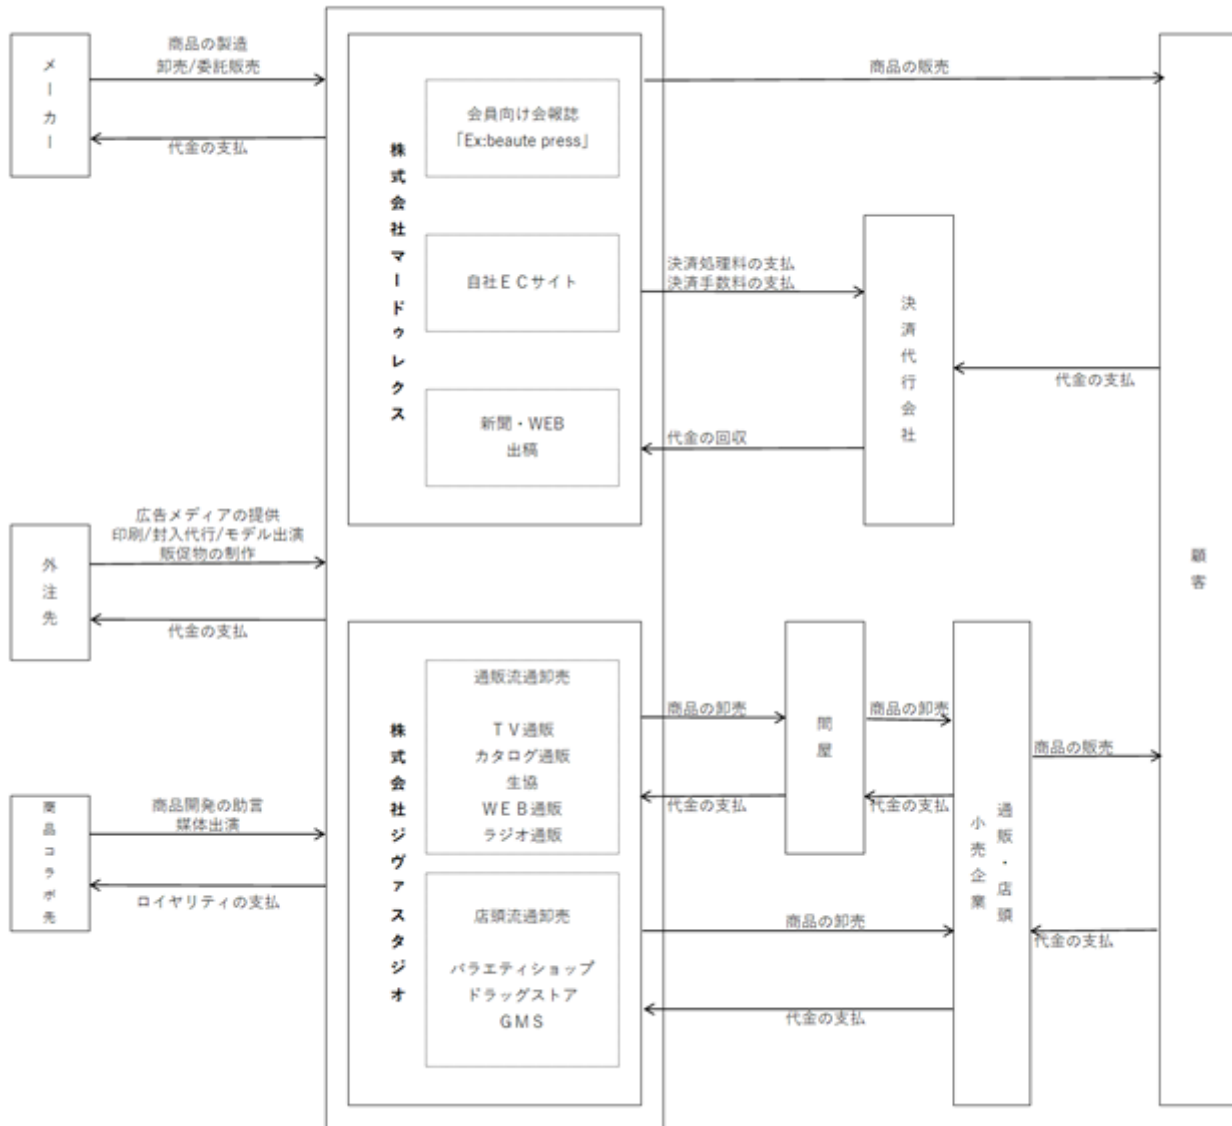 メーカー
商品の製造
卸売/委託販売
代金の支払
株式会社マードゥレクス
会員向け会報誌
「Ex:beaute press」
自社ECサイト
新聞・WEB
出稿
商品の販売
決済処理料の支払
決済手数料の支払
代金の回収
決済代行会社
代金の支払
顧客
外注先
広告メディアの提供
印刷/封入代行/モデル出演
販促物の制作
代金の支払
商品コラボ先
商品開発の助言
媒体出演
ロイヤリティの支払
株式会社ジヴァスタジオ
通販流通卸売
TV通販
カタログ通販
生協
WEB通販
ラジオ通販
店頭流通卸売
バラエティショップ
ドラッグストア
GMS
商品の卸売
代金の支払
問屋
商品の卸売
代金の支払
商品の卸売
代金の支払
通販・店頭
小売企業
商品の販売
代金の支払